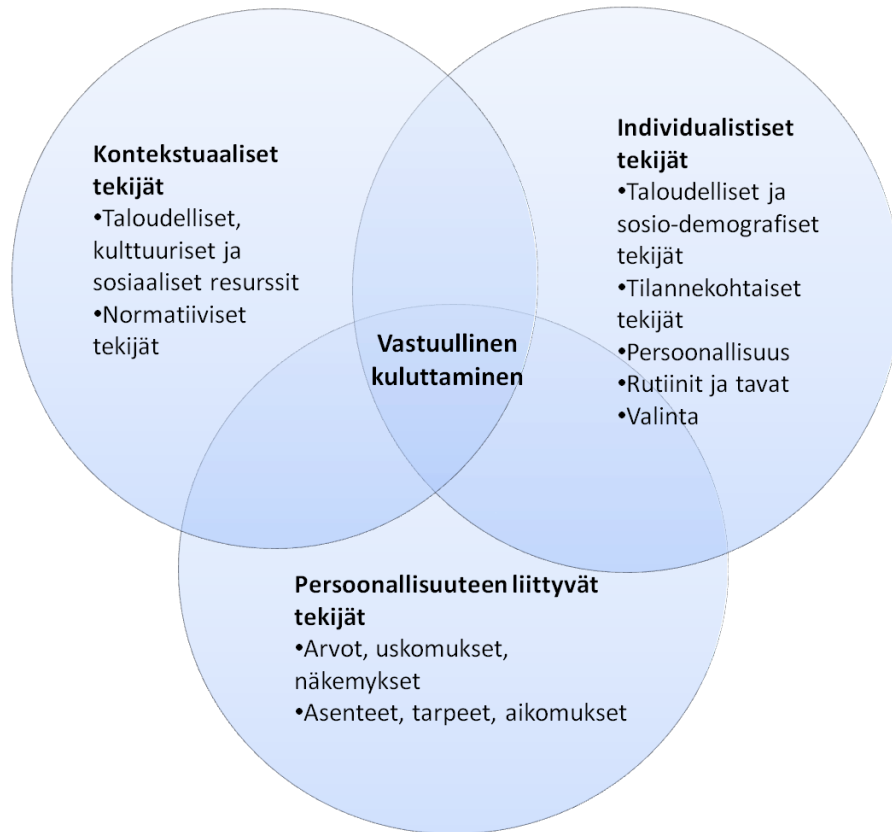 Kontekstuaaliset
tekijät
•Taloudelliset,
kulttuuriset ja
sosiaaliset resurssit
•Normatiiviset
tekijät
Individualistiset
tekijät
•Taloudelliset ja
sosio-demografiset
tekijät
•Tilannekohtaiset
tekijät
•Persoonallisuus
•Rutiinit ja tavat
•Valinta
Vastuullinen
kuluttaminen
Persoonallisuuteen liittyvät
tekijät
•Arvot, uskomukset,
näkemykset
•Asenteet, tarpeet, aikomukset